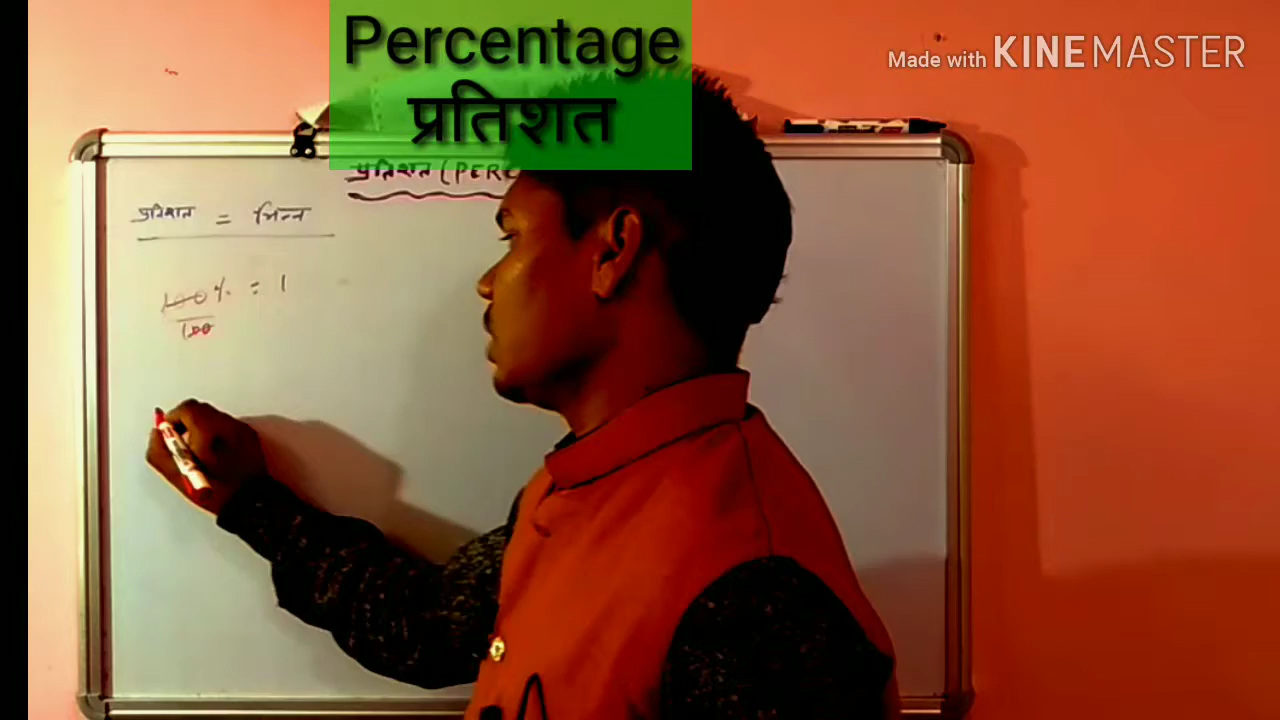 Percentage
प्रतिशत
Made with KINEMASTER
प्रतिशत (PERC
प्रतिशत = भिन्न
100% = 1
100